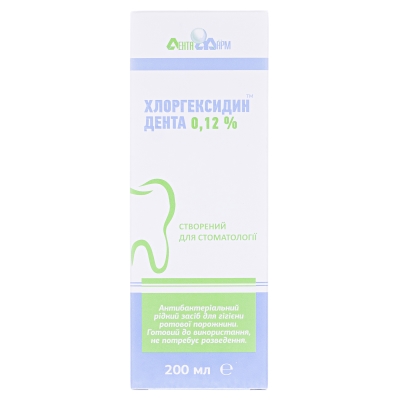 ДЕНТА ФАРМ
ХЛОРГЕКСИДИН™
ДЕНТА 0,12 %
СТВОРЕНИЙ
ДЛЯ СТОМАТОЛОГІЇ
Антибактеріальний
рідний засіб для гігієни
ротової порожнини.
Готовий до використання,
не потребує розведення.
200 мл ℮